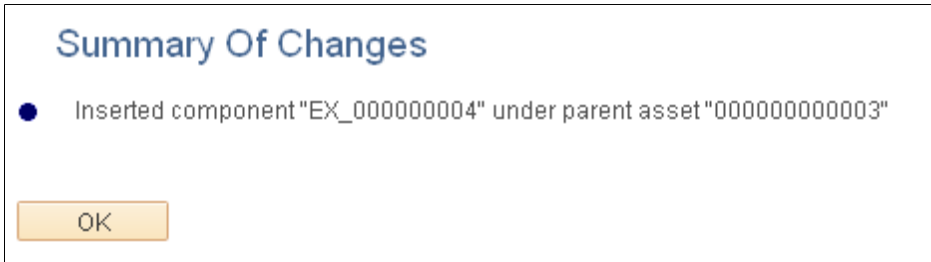 Summary Of Changes
Inserted component "EX_000000004" under parent asset "000000000003"
OK